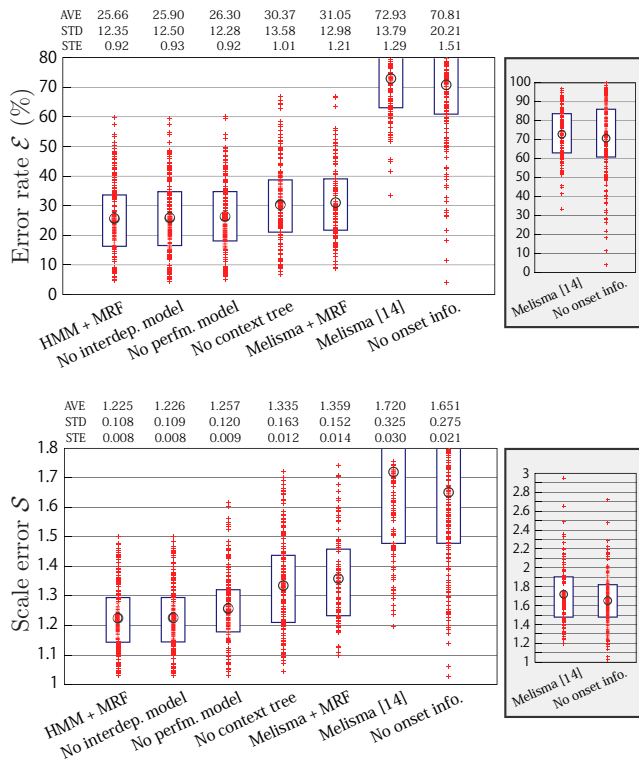 AVE 25.66 25.90 26.30 30.37 31.05 72.93 70.81
STD 12.35 12.50 12.28 13.58 12.98 13.79 20.21
STE 0.92 0.93 0.92 1.01 1.21 1.29 1.51
Error rate ℰ (%)
80
70
60
50
40
30
20
10
0
HMM + MRF
No interdep. model
No perfm. model
No context tree
Melisma + MRF
Melisma [14]
No onset info.
100
90
80
70
60
50
40
30
20
10
0
Melisma [14]
No onset info.
AVE 1.225 1.226 1.257 1.335 1.359 1.720 1.651
STD 0.108 0.109 0.120 0.163 0.152 0.325 0.275
STE 0.008 0.008 0.009 0.012 0.014 0.030 0.021
Scale error 𝒮
1.8
1.7
1.6
1.5
1.4
1.3
1.2
1.1
1
HMM + MRF
No interdep. model
No perfm. model
No context tree
Melisma + MRF
Melisma [14]
No onset info.
3
2.8
2.6
2.4
2.2
2
1.8
1.6
1.4
1.2
1
Melisma [14]
No onset info.